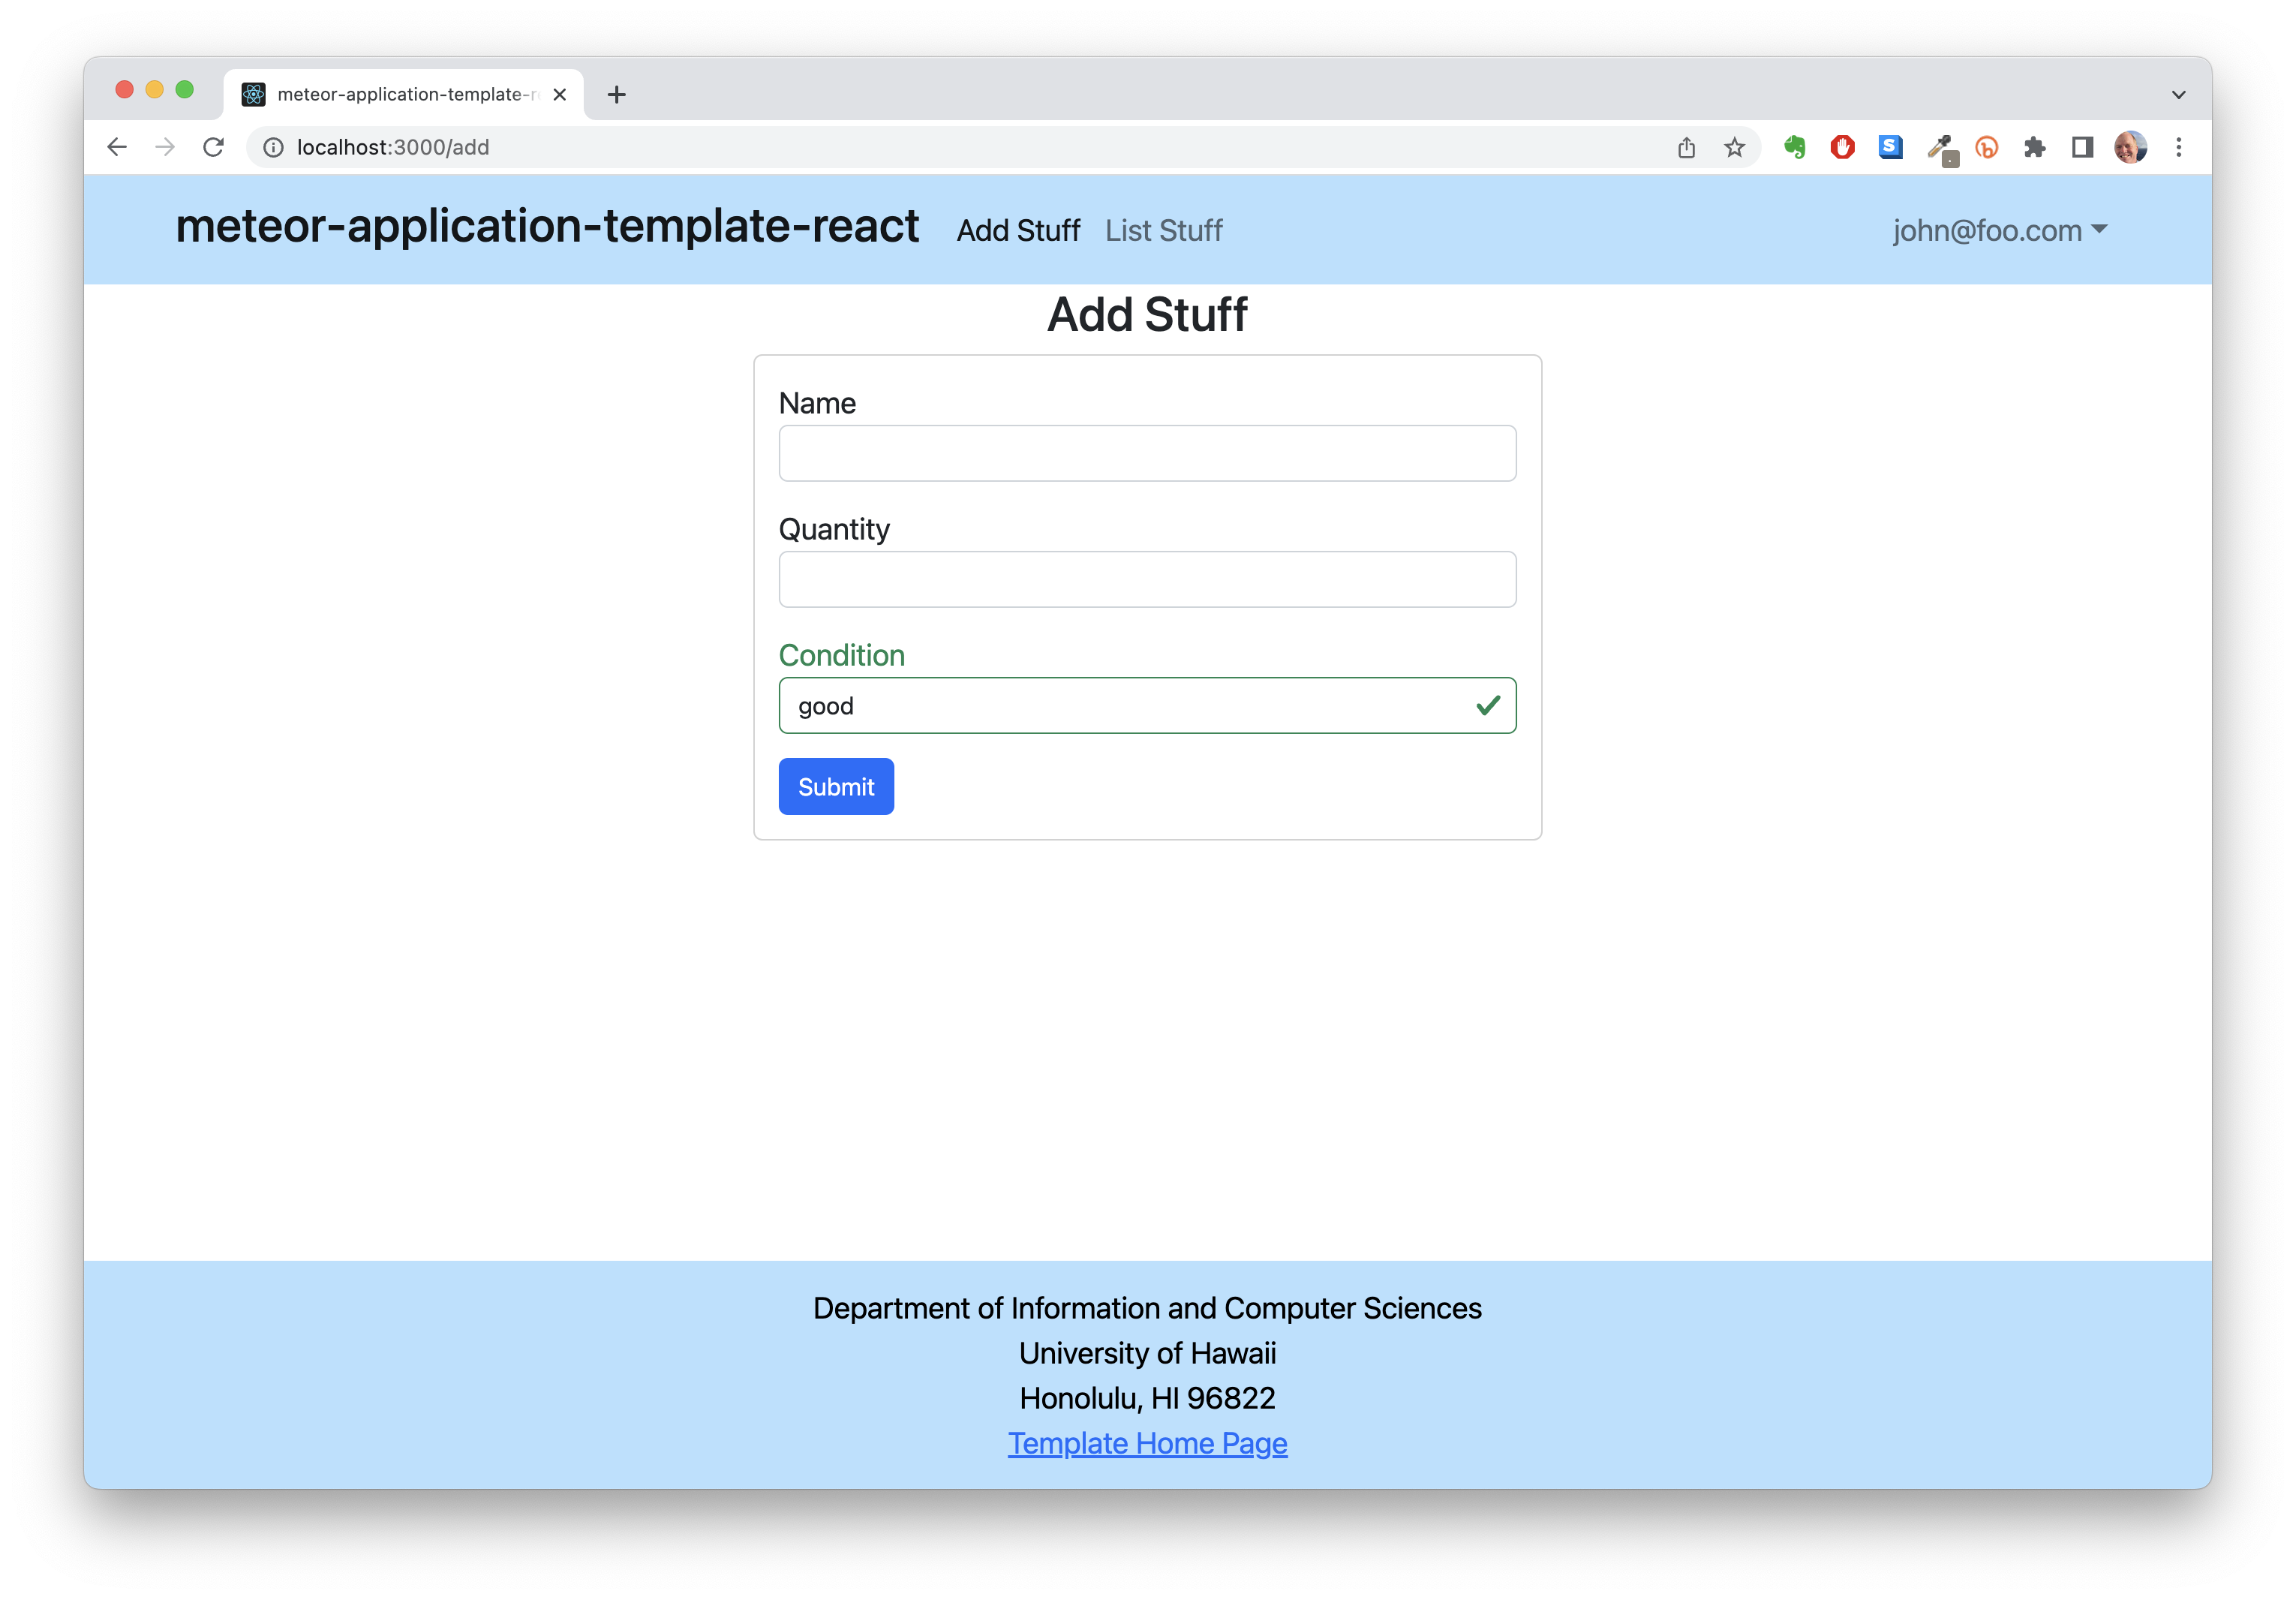 meteor-application-template-r
localhost:3000/add
meteor-application-template-react Add Stuff List Stuff john@foo.com
Add Stuff
Name
Quantity
Condition
good
Submit
Department of Information and Computer Sciences
University of Hawaii
Honolulu, HI 96822
Template Home Page